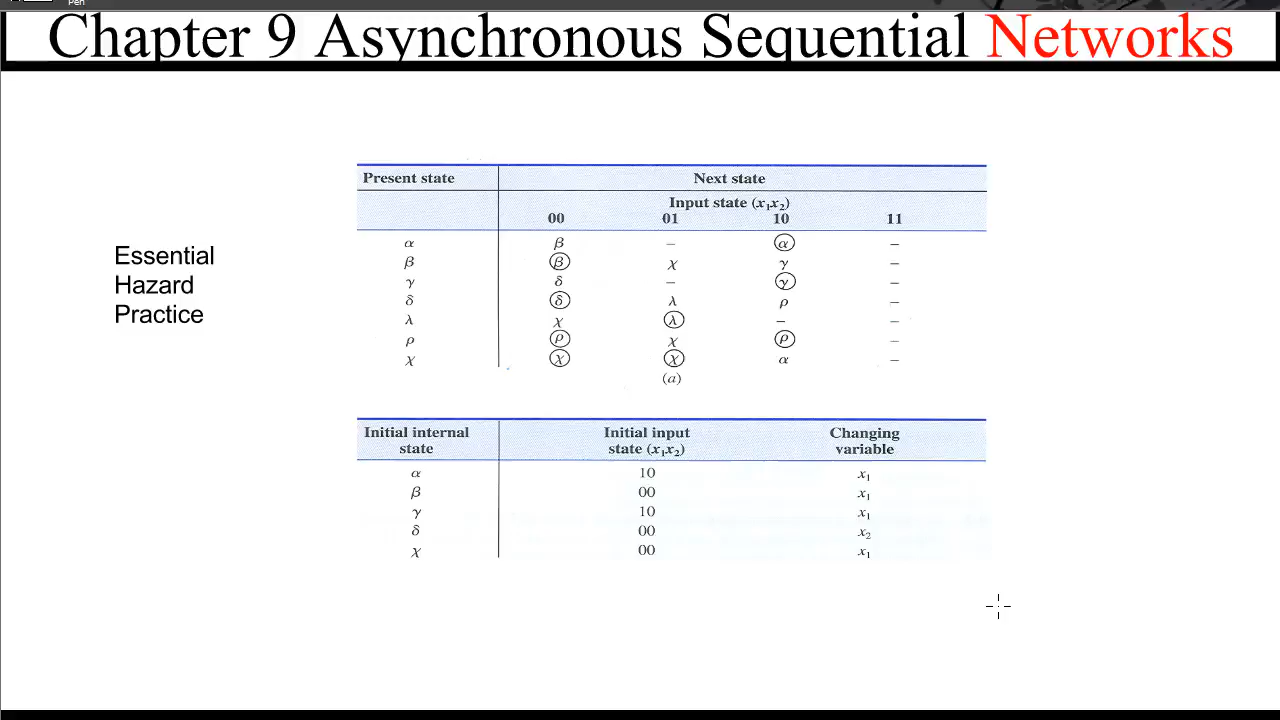 Pen
Chapter 9 Asynchronous Sequential Networks
Essential
Hazard
Practice
Present state Next state
Input state (x₁x₂)
00 01 10 11
α β – α –
β β χ γ –
γ δ – γ –
δ δ λ ρ –
λ χ λ – –
ρ ρ χ ρ –
χ χ χ α –
(a)
Initial internal Initial input Changing
state state (x₁x₂) variable
α 10 x₁
β 00 x₁
γ 10 x₁
δ 00 x₂
χ 00 x₁